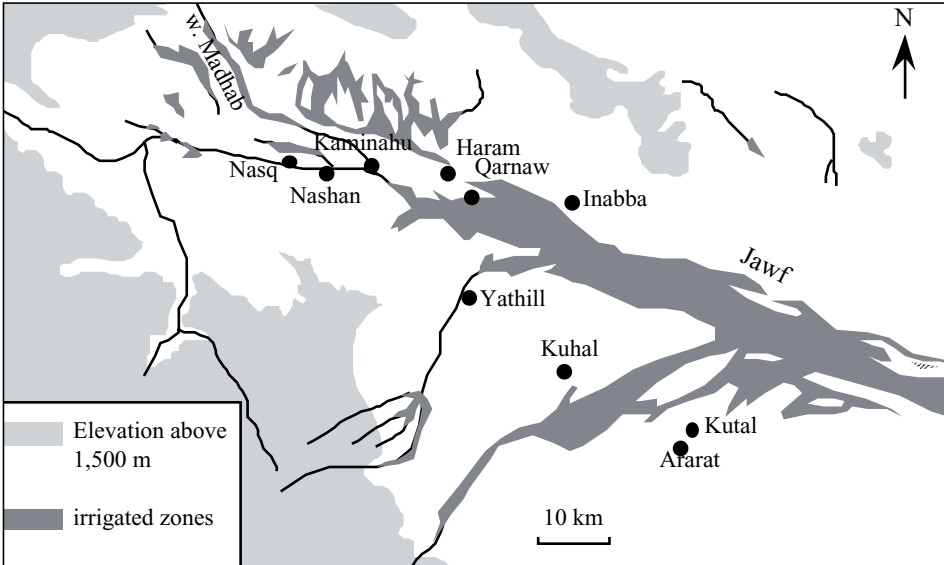 N
w. Madhab
Kaminahu
Haram
Qarnaw
Nasq
Nashan
Inabba
Jawf
Yathill
Kuhal
Kutal
Ararat
Elevation above
1,500 m
irrigated zones
10 km